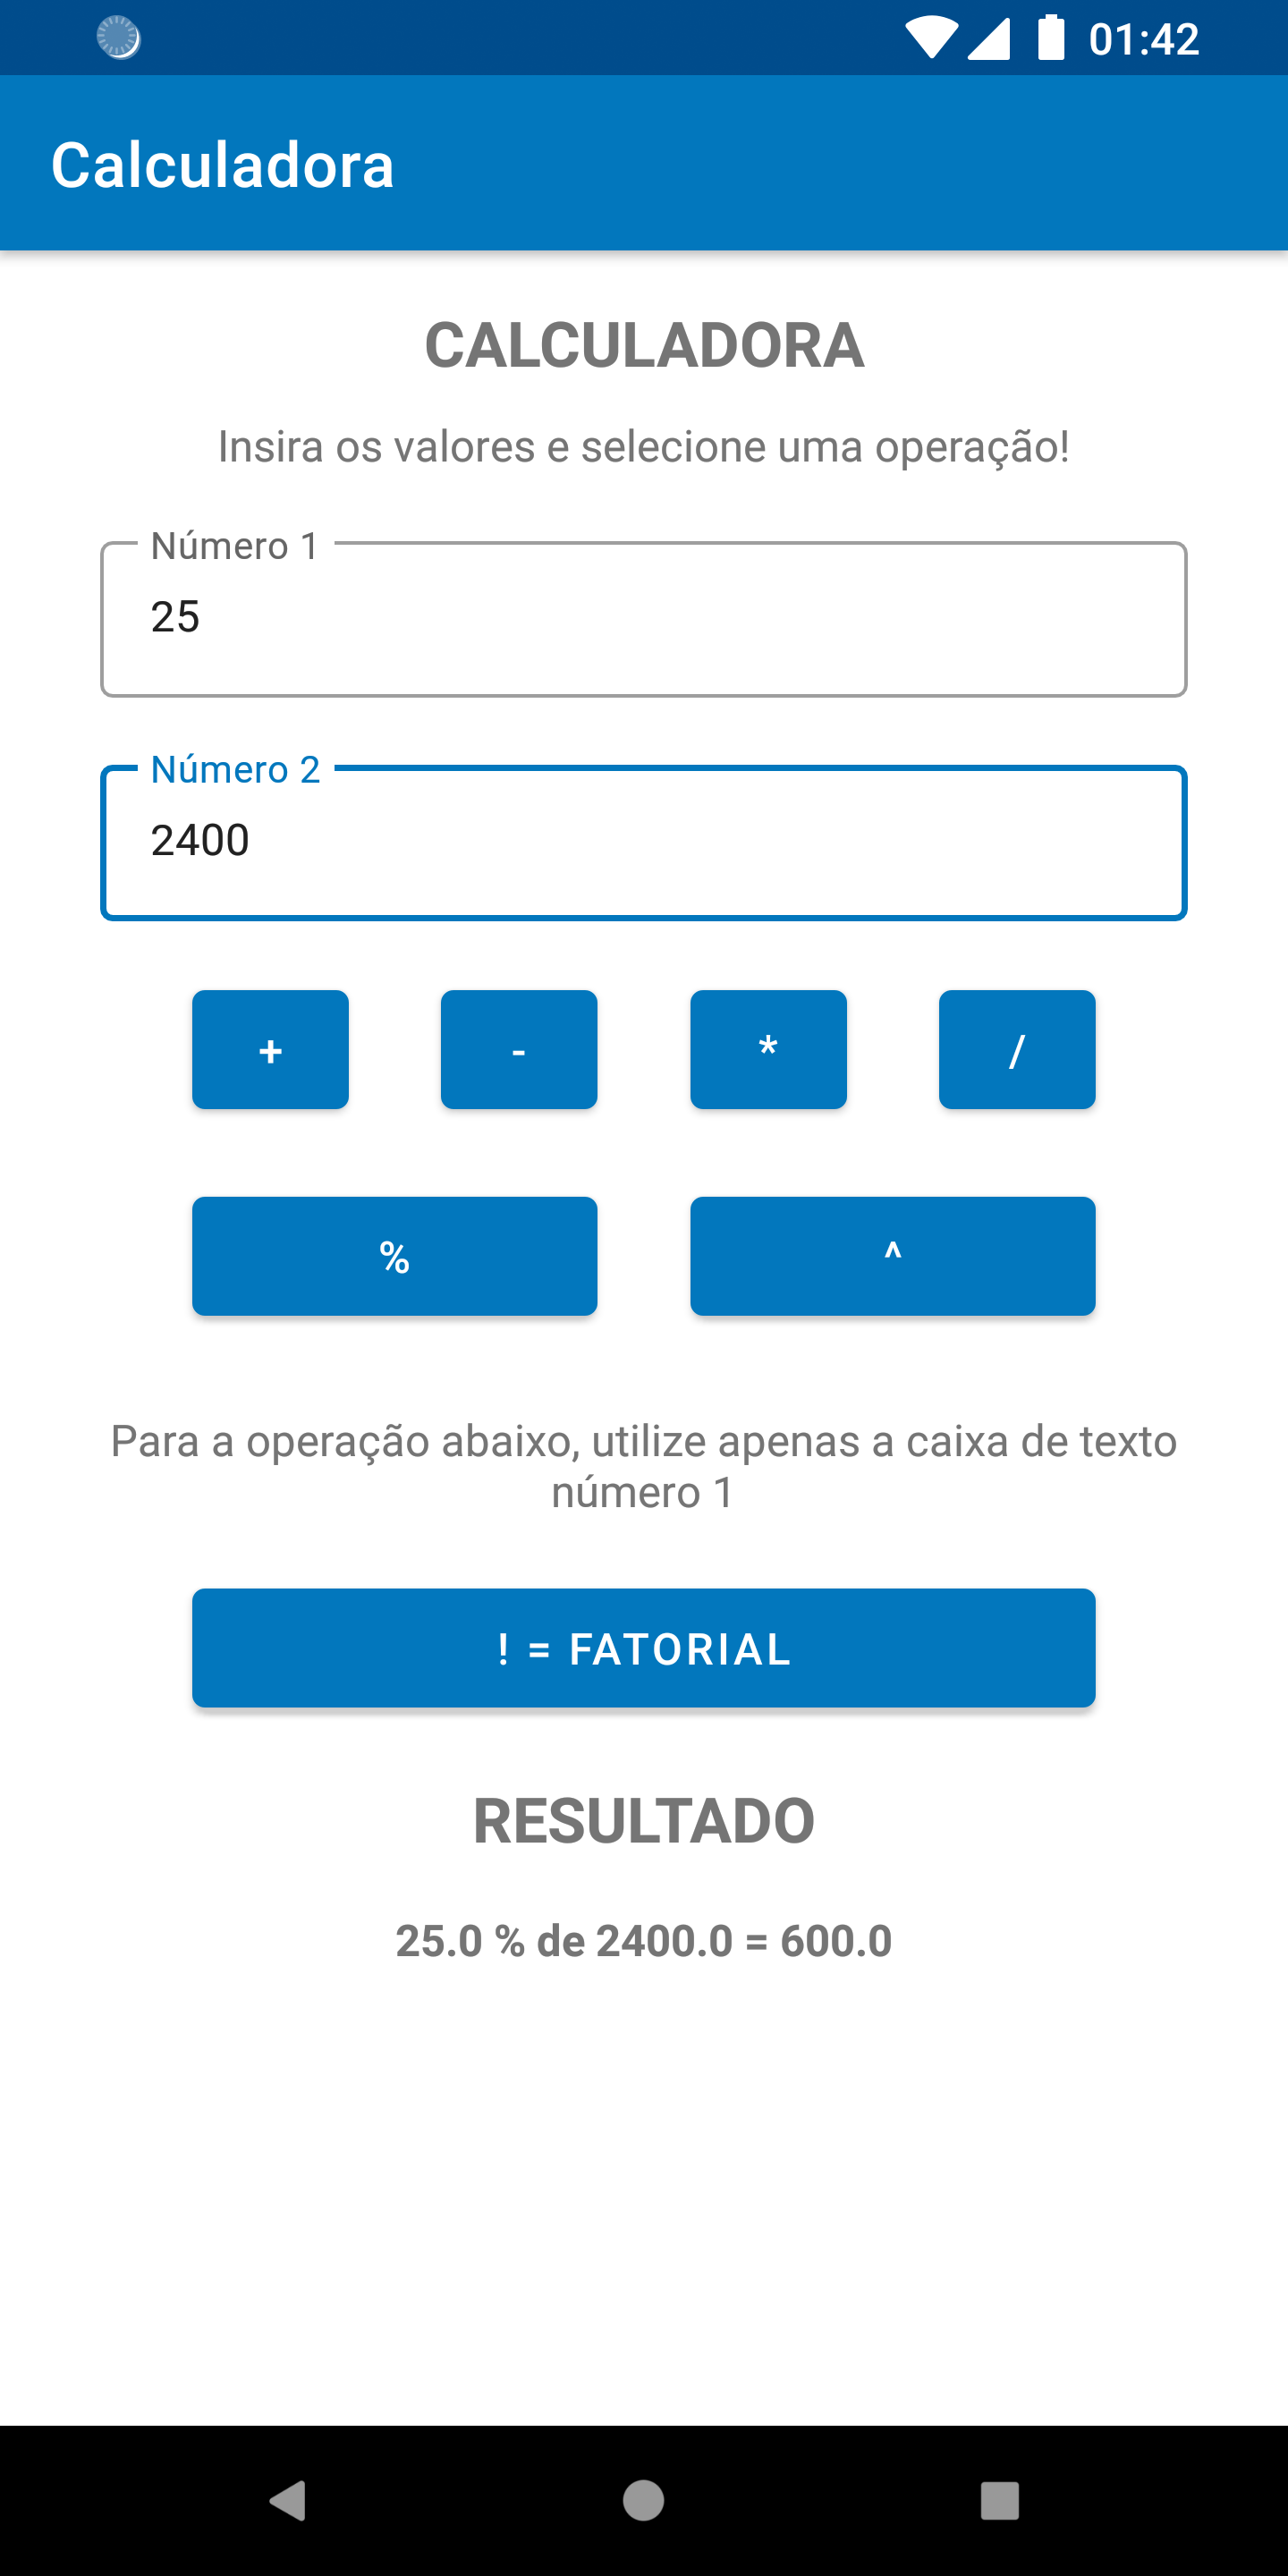 01:42
Calculadora
CALCULADORA
Insira os valores e selecione uma operação!
Número 1
25
Número 2
2400
+ - * /
% ^
Para a operação abaixo, utilize apenas a caixa de texto
número 1
! = FATORIAL
RESULTADO
25.0 % de 2400.0 = 600.0